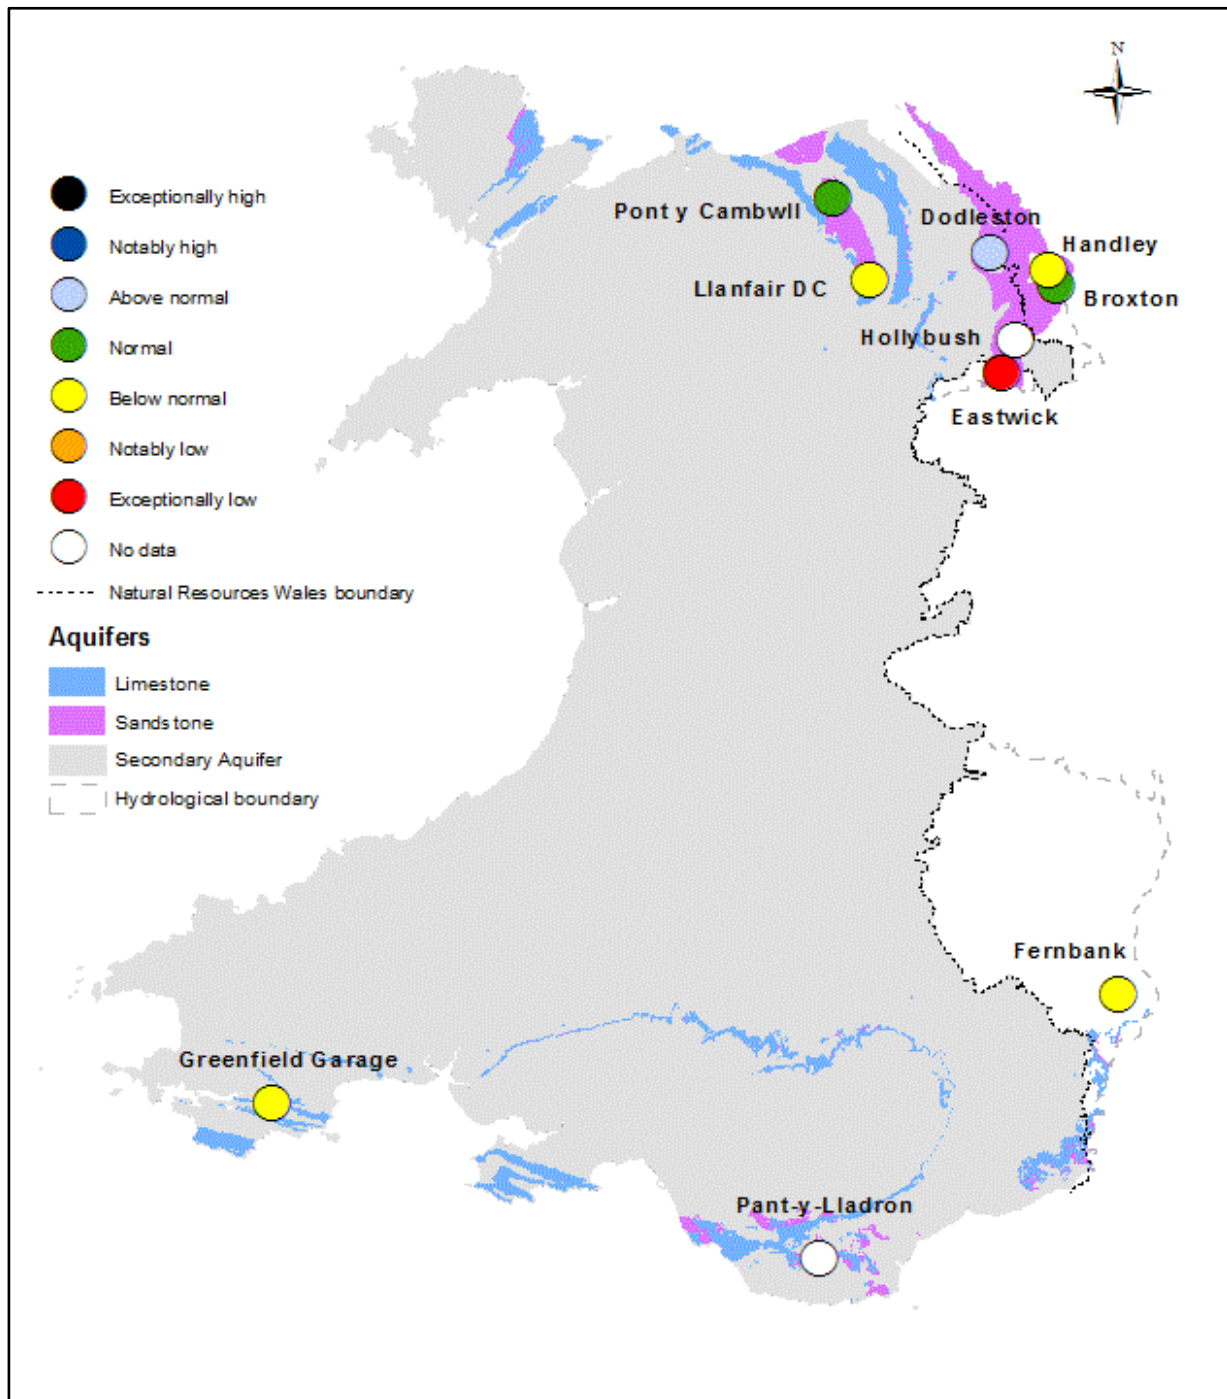 N
Exceptionally high
Notably high
Above normal
Normal
Below normal
Notably low
Exceptionally low
No data
Natural Resources Wales boundary
Aquifers
Limestone
Sandstone
Secondary Aquifer
Hydrological boundary
Pont y Cambwll
Dodleston
Handley
Llanfair DC
Broxton
Hollybush
Eastwick
Fernbank
Greenfield Garage
Pant-y-Lladron